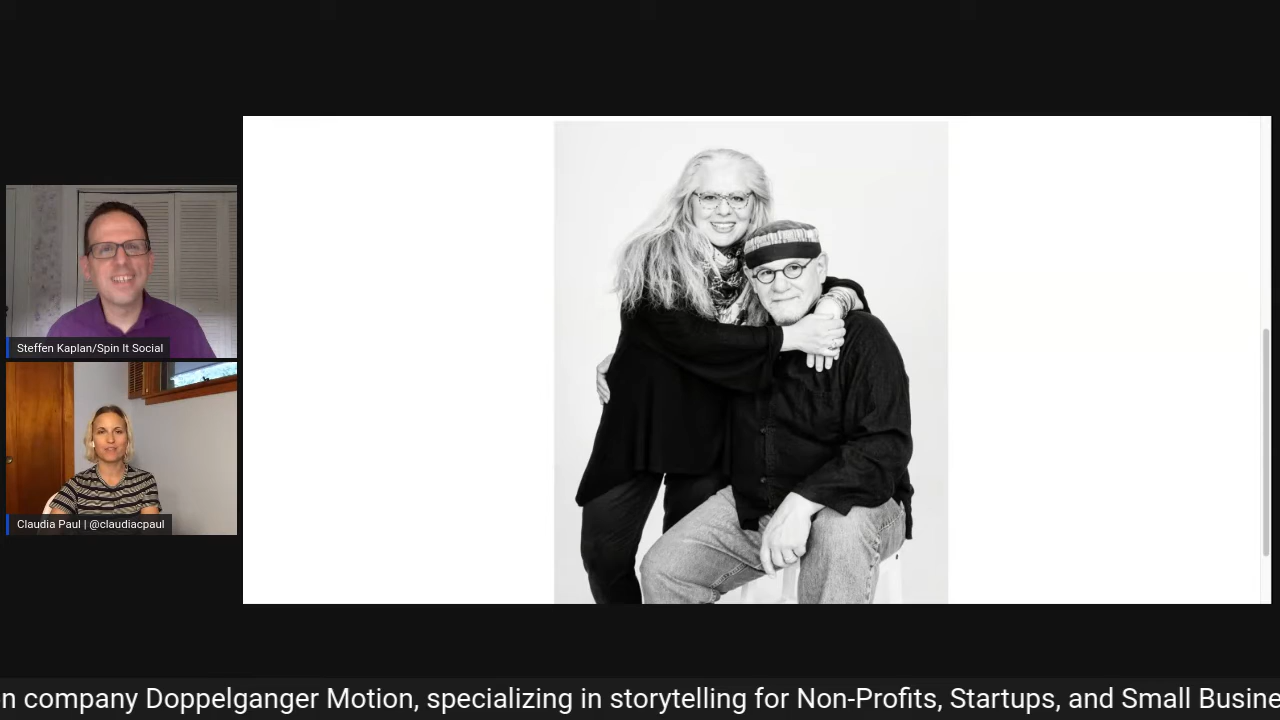 Steffen Kaplan/Spin It Social
Claudia Paul | @claudiacpaul
n company Doppelganger Motion, specializing in storytelling for Non-Profits, Startups, and Small Busine